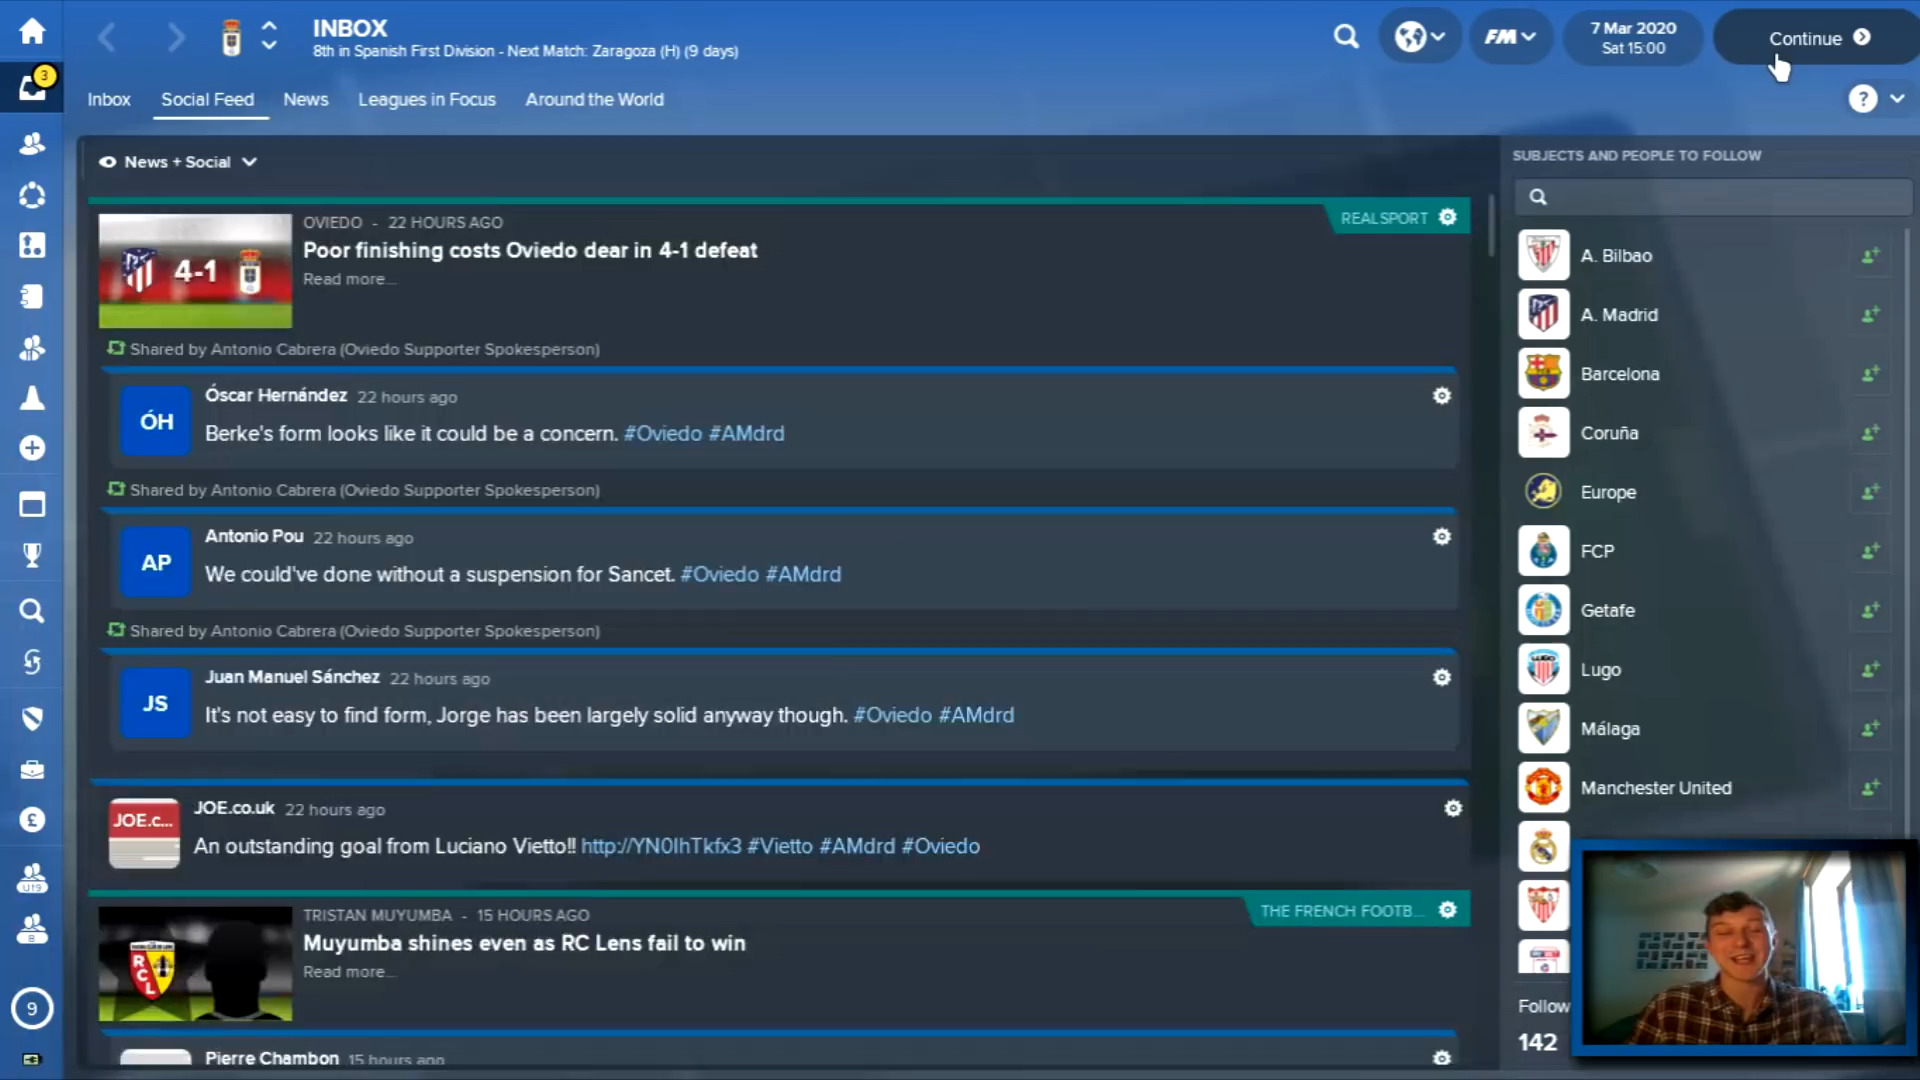 INBOX
8th in Spanish First Division - Next Match: Zaragoza (H) (9 days)
FM
7 Mar 2020
Sat 15:00
Continue
3
Inbox
Social Feed
News
Leagues in Focus
Around the World
?
News + Social
SUBJECTS AND PEOPLE TO FOLLOW
4-1
OVIEDO - 22 HOURS AGO
REALSPORT
Poor finishing costs Oviedo dear in 4-1 defeat
Read more...
Shared by Antonio Cabrera (Oviedo Supporter Spokesperson)
ÓH
Óscar Hernández 22 hours ago
Berke's form looks like it could be a concern. #Oviedo #AMdrd
Shared by Antonio Cabrera (Oviedo Supporter Spokesperson)
AP
Antonio Pou 22 hours ago
We could've done without a suspension for Sancet. #Oviedo #AMdrd
Shared by Antonio Cabrera (Oviedo Supporter Spokesperson)
JS
Juan Manuel Sánchez 22 hours ago
It's not easy to find form, Jorge has been largely solid anyway though. #Oviedo #AMdrd
JOE.c...
JOE.co.uk 22 hours ago
An outstanding goal from Luciano Vietto!! http://YN0IhTkfx3 #Vietto #AMdrd #Oviedo
RCL
TRISTAN MUYUMBA - 15 HOURS AGO
THE FRENCH FOOTB...
Muyumba shines even as RC Lens fail to win
Read more...
Pierre Chambon 15 hours ago
A. Bilbao
A. Madrid
Barcelona
Coruña
Europe
FCP
Getafe
LUGO
Lugo
Málaga
Manchester United
Follow
142
U19
B
9